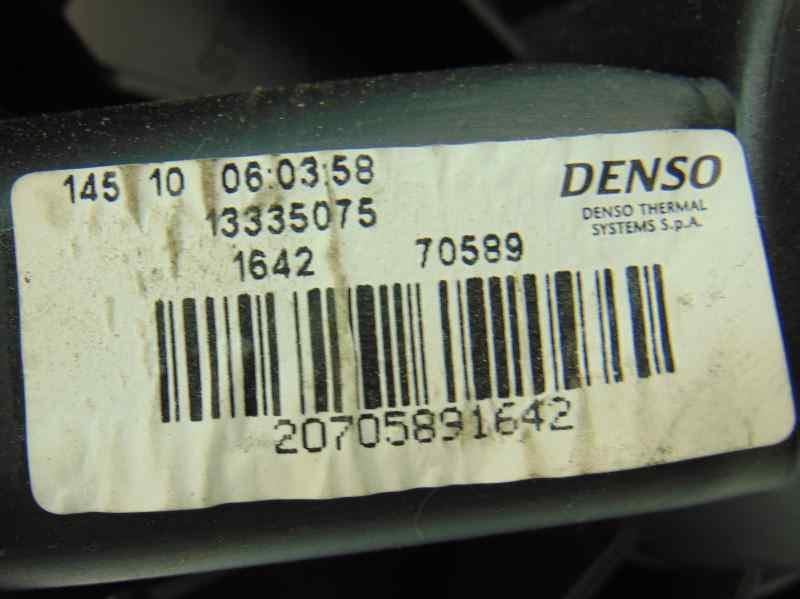 145 10 06:03:58
13335075
1642 70589
DENSO
DENSO THERMAL
SYSTEMS S.p.A.
20705891642